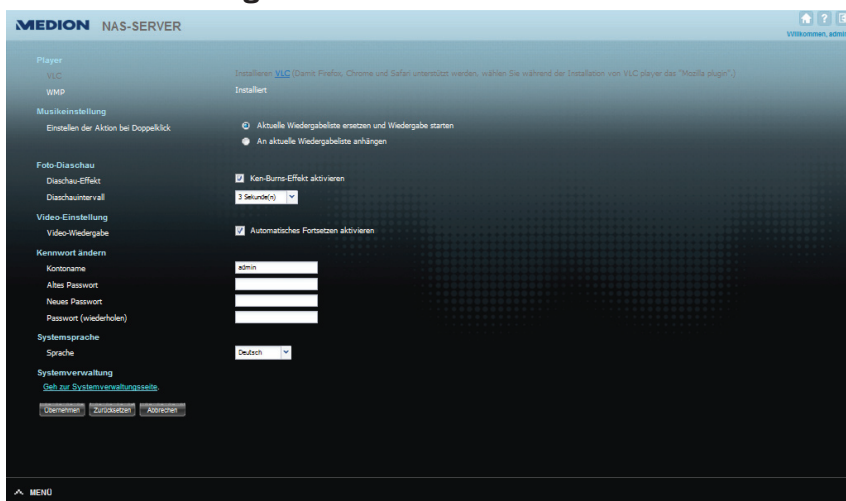 MEDION NAS-SERVER
Willkommen, admin
Player
VLC
Installieren VLC (Damit Firefox, Chrome und Safari unterstützt werden, wählen Sie während der Installation von VLC player das "Mozilla plugin".)
WMP
Installiert
Musikeinstellung
Einstellen der Aktion bei Doppelklick
Aktuelle Wiedergabeliste ersetzen und Wiedergabe starten
An aktuelle Wiedergabeliste anhängen
Foto-Diaschau
Diaschau-Effekt
Ken-Burns-Effekt aktivieren
Diaschauintervall
3 Sekunde(n)
Video-Einstellung
Video-Wiedergabe
Automatisches Fortsetzen aktivieren
Kennwort ändern
Kontoname
admin
Altes Passwort
Neues Passwort
Passwort (wiederholen)
Systemsprache
Sprache
Deutsch
Systemverwaltung
Geh zur Systemverwaltungsseite.
Übernehmen Zurücksetzen Abbrechen
MENÜ